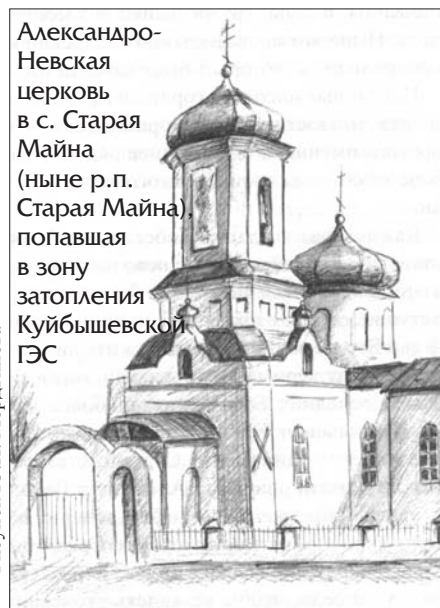 Александро-
Невская
церковь
в с. Старая
Майна
(ныне р.п.
Старая Майна),
попавшая
в зону
затопления
Куйбышевской
ГЭС